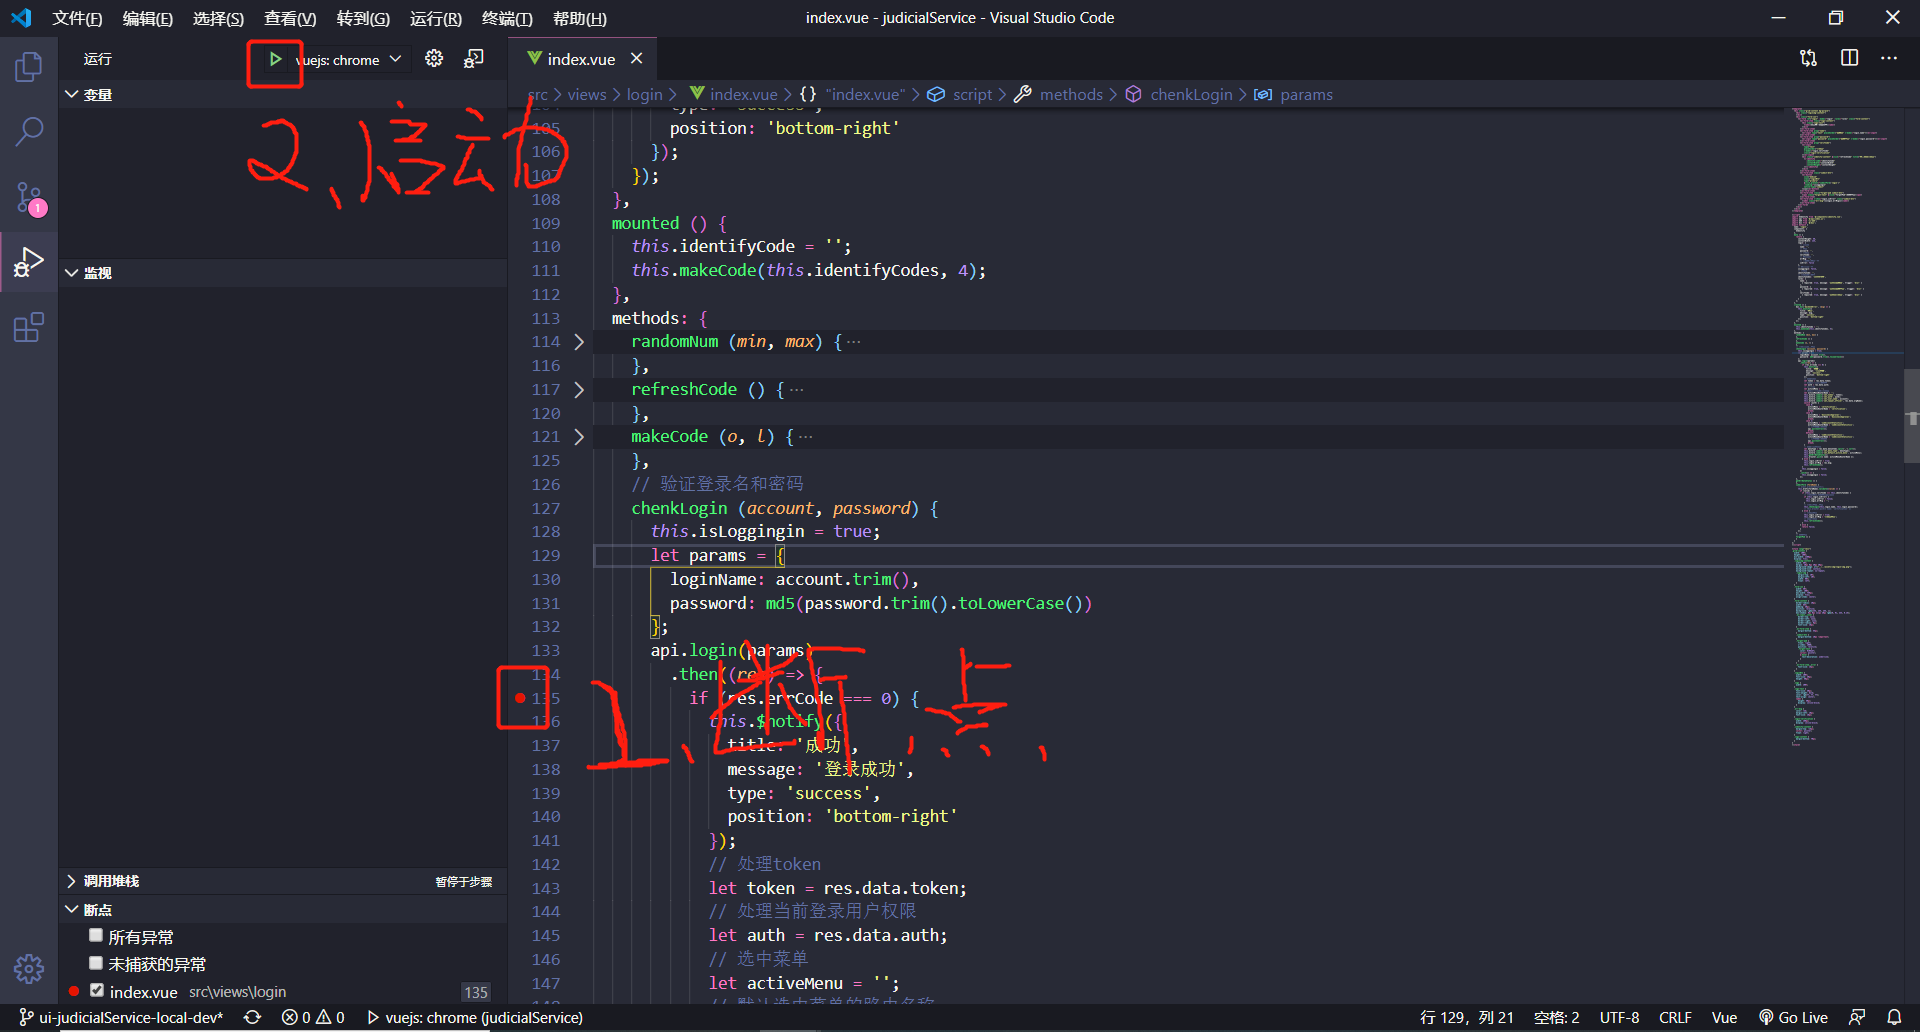 文件(F) 编辑(E) 选择(S) 查看(V) 转到(G) 运行(R) 终端(T) 帮助(H) index.vue - judicialService - Visual Studio Code
运行 vuejs: chrome index.vue
src > views > login > index.vue > {} "index.vue" > script > methods > chenkLogin > params
变量
2、启动
监视
1
105 position: 'bottom-right'
106 });
107 });
108 },
109 mounted () {
110 this.identifyCode = '';
111 this.makeCode(this.identifyCodes, 4);
112 },
113 methods: {
114 randomNum (min, max) {···
116 },
117 refreshCode () {···
120 },
121 makeCode (o, l) {···
125 },
126 // 验证登录名和密码
127 chenkLogin (account, password) {
128 this.isLoggingin = true;
129 let params = {
130 loginName: account.trim(),
131 password: md5(password.trim().toLowerCase())
132 };
133 api.login(params)
134 .then((res) => {
135 if (res.errCode === 0) {
136 this.$notify({
137 title: '成功',
138 message: '登录成功',
139 type: 'success',
140 position: 'bottom-right'
141 });
142 // 处理token
143 let token = res.data.token;
144 // 处理当前登录用户权限
145 let auth = res.data.auth;
146 // 选中菜单
147 let activeMenu = '';
1、断点
调用堆栈 暂停于步骤
断点
所有异常
未捕获的异常
index.vue src\views\login 135
ui-judicialService-local-dev* 0 0 vuejs: chrome (judicialService) 行 129，列 21 空格: 2 UTF-8 CRLF Vue Go Live